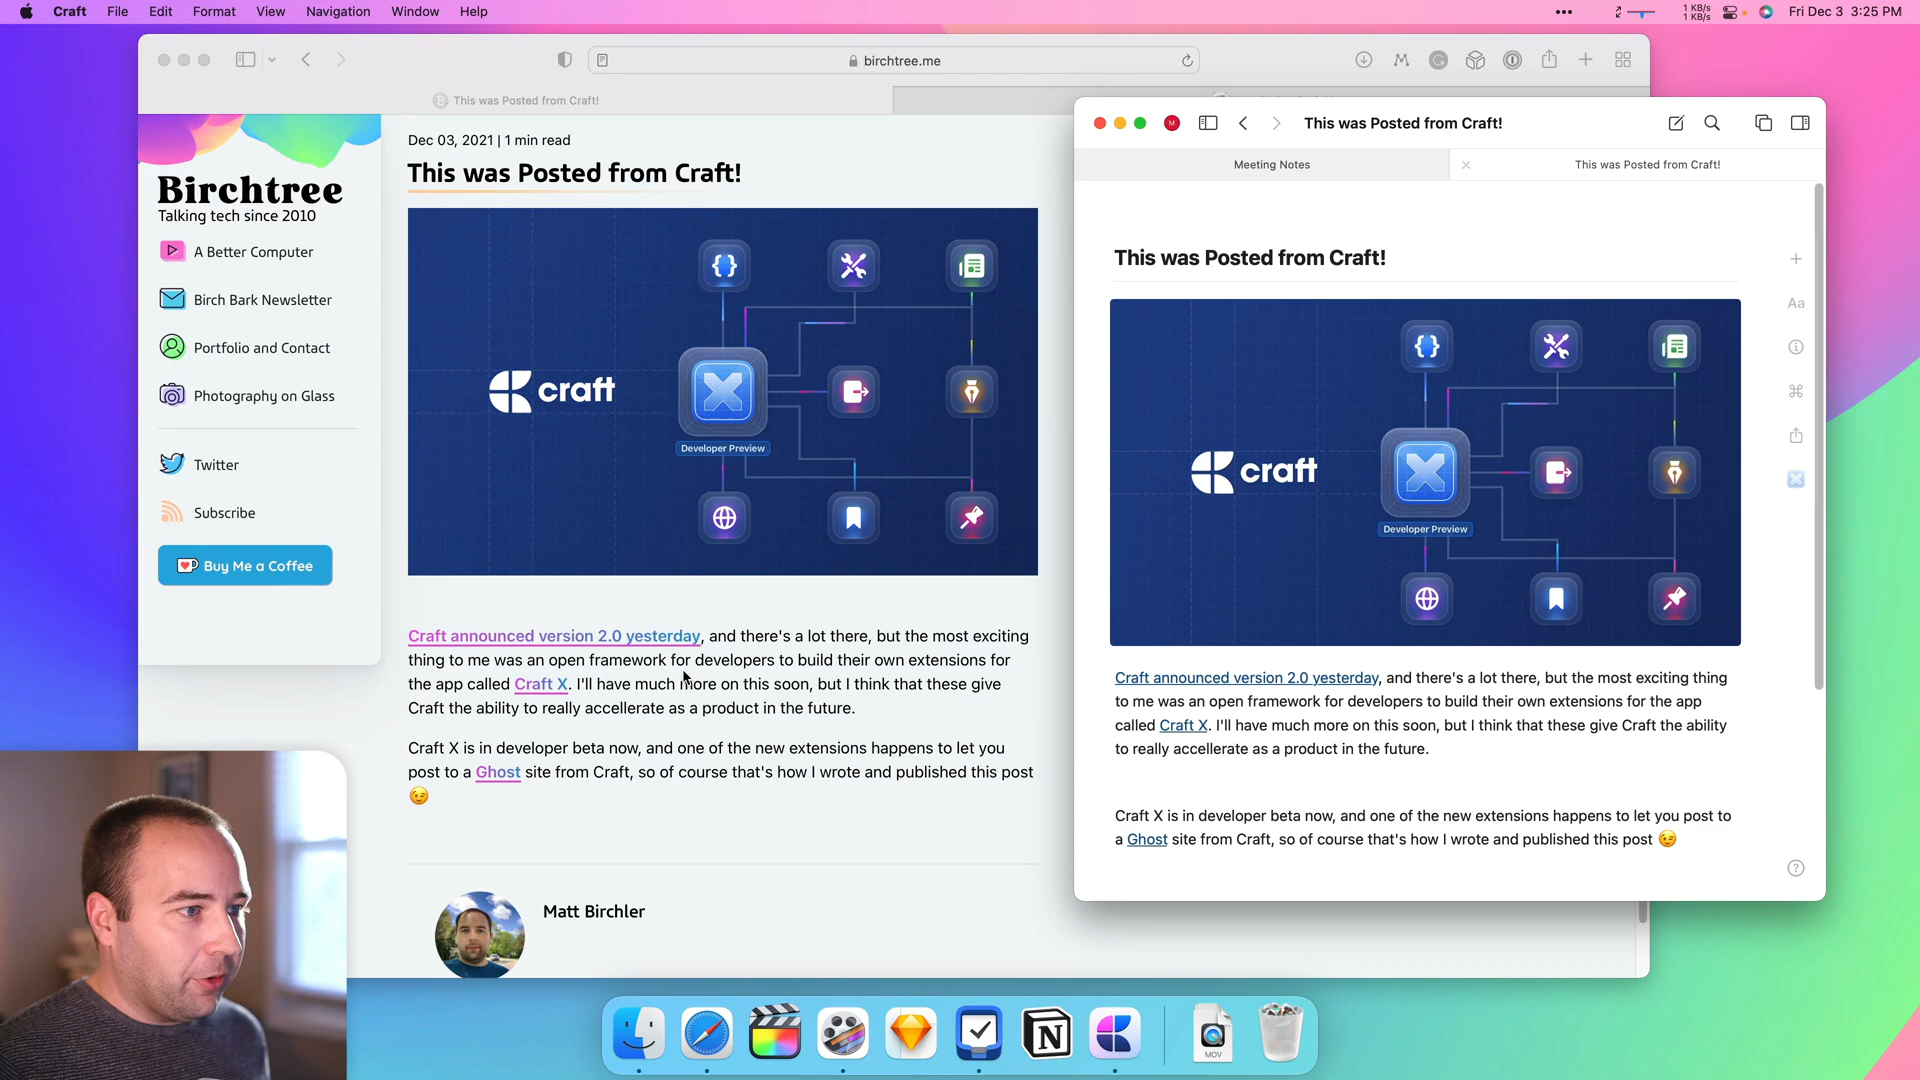 Craft File Edit Format View Navigation Window Help
1 KB/s
1 KB/s
Fri Dec 3 3:25 PM
birchtree.me
This was Posted from Craft!
Birchtree
Talking tech since 2010
A Better Computer
Birch Bark Newsletter
Portfolio and Contact
Photography on Glass
Twitter
Subscribe
Buy Me a Coffee
Dec 03, 2021 | 1 min read
This was Posted from Craft!
craft
Developer Preview
Craft announced version 2.0 yesterday, and there's a lot there, but the most exciting
thing to me was an open framework for developers to build their own extensions for
the app called Craft X. I'll have much more on this soon, but I think that these give
Craft the ability to really accellerate as a product in the future.
Craft X is in developer beta now, and one of the new extensions happens to let you
post to a Ghost site from Craft, so of course that's how I wrote and published this post
😉
Matt Birchler
M
This was Posted from Craft!
Meeting Notes
This was Posted from Craft!
This was Posted from Craft!
Aa
craft
Developer Preview
Craft announced version 2.0 yesterday, and there's a lot there, but the most exciting thing
to me was an open framework for developers to build their own extensions for the app
called Craft X. I'll have much more on this soon, but I think that these give Craft the ability
to really accellerate as a product in the future.
Craft X is in developer beta now, and one of the new extensions happens to let you post to
a Ghost site from Craft, so of course that's how I wrote and published this post 😉
MOV